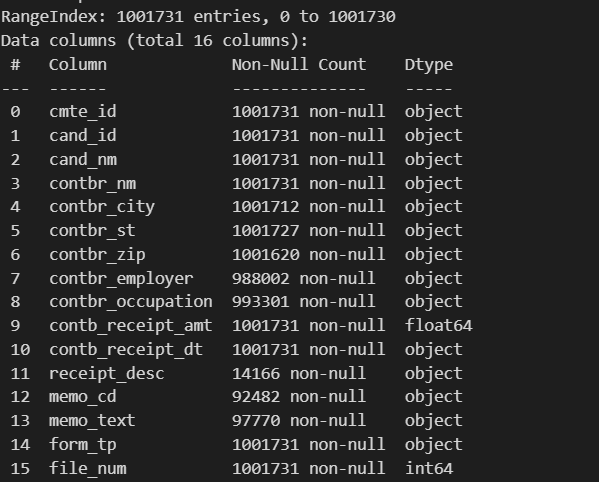 RangeIndex: 1001731 entries, 0 to 1001730
Data columns (total 16 columns):
 #   Column             Non-Null Count    Dtype
---  ------             --------------    -----
 0   cmte_id            1001731 non-null  object
 1   cand_id            1001731 non-null  object
 2   cand_nm            1001731 non-null  object
 3   contbr_nm          1001731 non-null  object
 4   contbr_city        1001712 non-null  object
 5   contbr_st          1001727 non-null  object
 6   contbr_zip         1001620 non-null  object
 7   contbr_employer    988002 non-null   object
 8   contbr_occupation  993301 non-null   object
 9   contb_receipt_amt  1001731 non-null  float64
 10  contb_receipt_dt   1001731 non-null  object
 11  receipt_desc       14166 non-null    object
 12  memo_cd            92482 non-null    object
 13  memo_text          97770 non-null    object
 14  form_tp            1001731 non-null  object
 15  file_num           1001731 non-null  int64